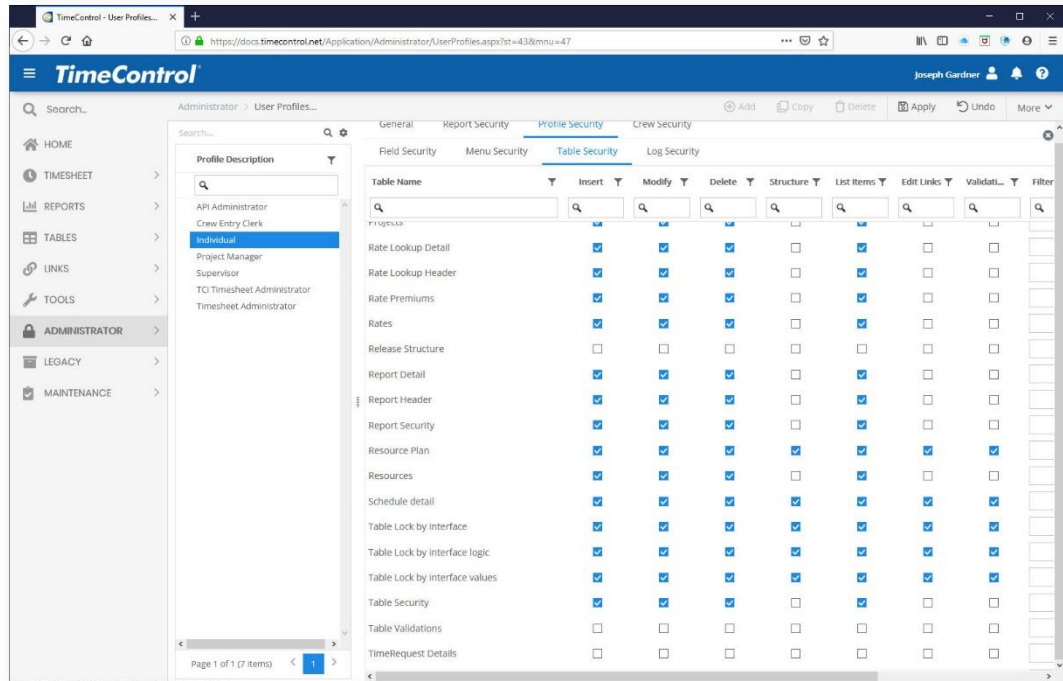 TimeControl - User Profiles...
https://docs.timecontrol.net/Application/Administrator/UserProfiles.aspx?st=43&mnu=47
TimeControl
Joseph Gardner
Search...
Administrator > User Profiles...
Add
Copy
Delete
Apply
Undo
More
HOME
TIMESHEET
REPORTS
TABLES
LINKS
TOOLS
ADMINISTRATOR
LEGACY
MAINTENANCE
Search...
Profile Description
API Administrator
Crew Entry Clerk
Individual
Project Manager
Supervisor
TCI Timesheet Administrator
Timesheet Administrator
Page 1 of 1 (7 items) 1
General Report Security Profile Security Crew Security
Field Security Menu Security Table Security Log Security
Table Name Insert Modify Delete Structure List Items Edit Links Validati... Filter
Projects
Rate Lookup Detail
Rate Lookup Header
Rate Premiums
Rates
Release Structure
Report Detail
Report Header
Report Security
Resource Plan
Resources
Schedule detail
Table Lock by interface
Table Lock by interface logic
Table Lock by interface values
Table Security
Table Validations
TimeRequest Details